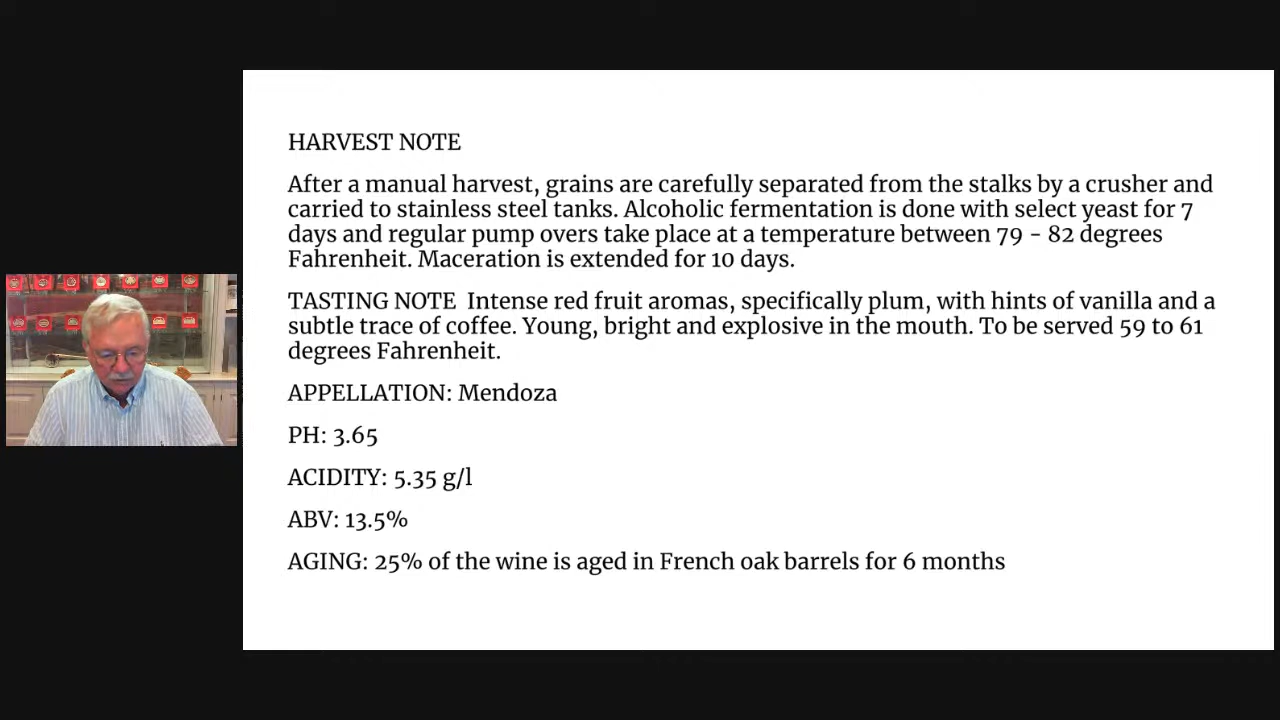 HARVEST NOTE
After a manual harvest, grains are carefully separated from the stalks by a crusher and
carried to stainless steel tanks. Alcoholic fermentation is done with select yeast for 7
days and regular pump overs take place at a temperature between 79 - 82 degrees
Fahrenheit. Maceration is extended for 10 days.
TASTING NOTE  Intense red fruit aromas, specifically plum, with hints of vanilla and a
subtle trace of coffee. Young, bright and explosive in the mouth. To be served 59 to 61
degrees Fahrenheit.
APPELLATION: Mendoza
PH: 3.65
ACIDITY: 5.35 g/l
ABV: 13.5%
AGING: 25% of the wine is aged in French oak barrels for 6 months